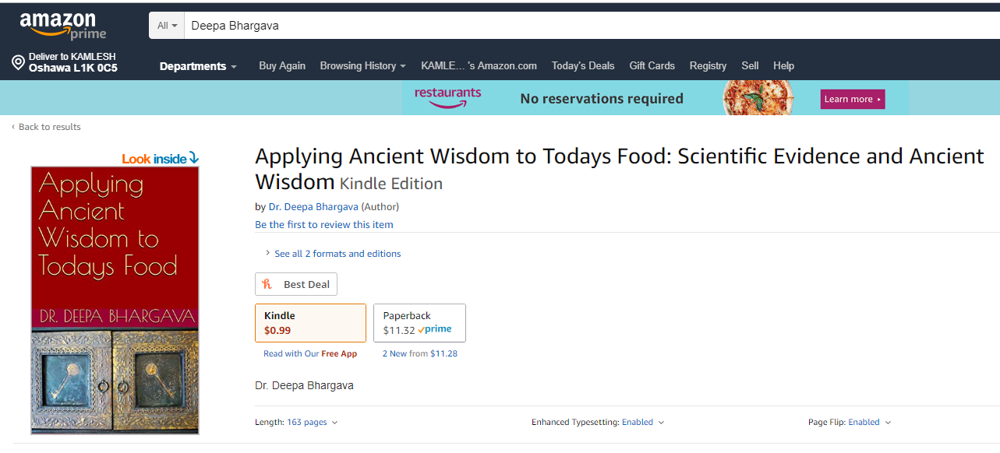 amazon
prime
All
Deepa Bhargava
Deliver to KAMLESH
Oshawa L1K 0C5
Departments
Buy Again
Browsing History
KAMLE... 's Amazon.com
Today's Deals
Gift Cards
Registry
Sell
Help
restaurants
No reservations required
Learn more
‹ Back to results
Look inside
Applying
Ancient
Wisdom to
Todays Food
DR. DEEPA BHARGAVA
Applying Ancient Wisdom to Todays Food: Scientific Evidence and Ancient
Wisdom Kindle Edition
by Dr. Deepa Bhargava (Author)
Be the first to review this item
See all 2 formats and editions
Best Deal
Kindle
$0.99
Paperback
$11.32 prime
Read with Our Free App
2 New from $11.28
Dr. Deepa Bhargava
Length: 163 pages
Enhanced Typesetting: Enabled
Page Flip: Enabled